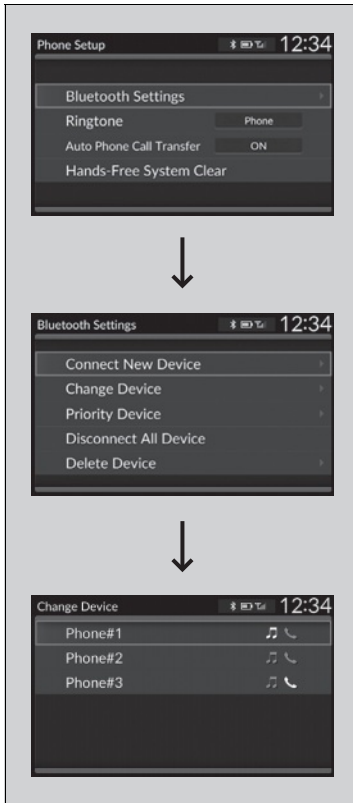 Phone Setup 12:34
Bluetooth Settings
Ringtone Phone
Auto Phone Call Transfer ON
Hands-Free System Clear
Bluetooth Settings 12:34
Connect New Device
Change Device
Priority Device
Disconnect All Device
Delete Device
Change Device 12:34
Phone#1
Phone#2
Phone#3